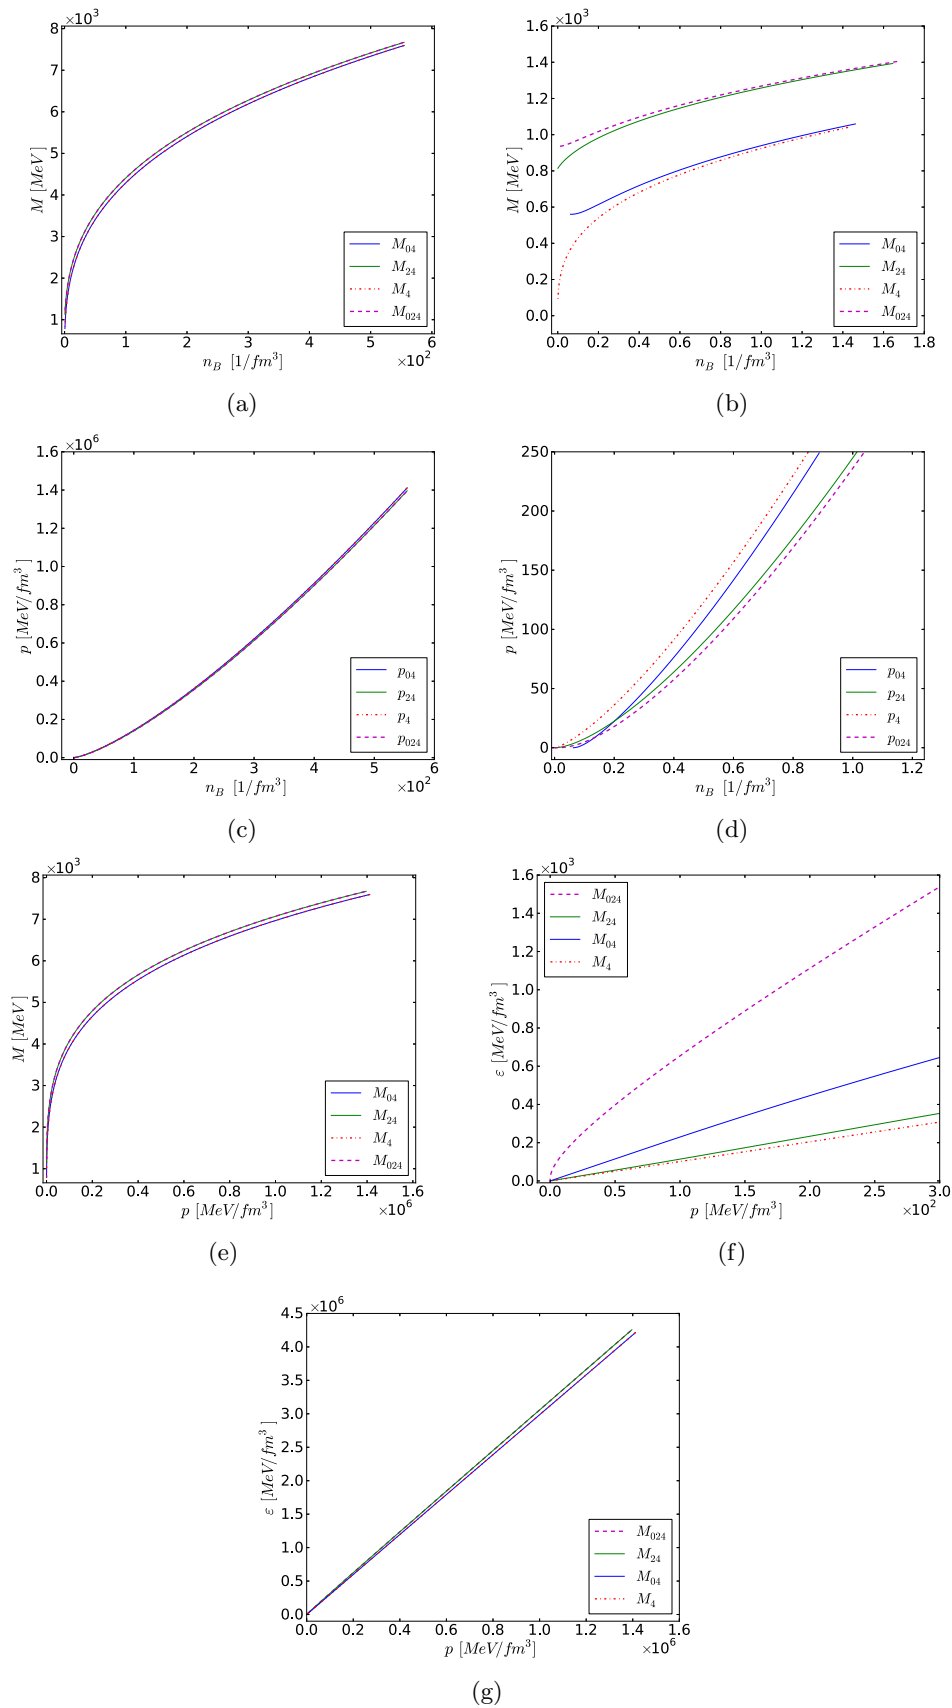 ×10³
8
7
6
5
4
3
2
1
M [MeV]
M₀₄
M₂₄
M₄
M₀₂₄
0 1 2 3 4 5 6
n_B [1/fm³]
×10²
(a)
×10³
1.6
1.4
1.2
1.0
0.8
0.6
0.4
0.2
0.0
M [MeV]
M₀₄
M₂₄
M₄
M₀₂₄
0.0 0.2 0.4 0.6 0.8 1.0 1.2 1.4 1.6 1.8
n_B [1/fm³]
(b)
×10⁶
1.6
1.4
1.2
1.0
0.8
0.6
0.4
0.2
0.0
p [MeV/fm³]
p₀₄
p₂₄
p₄
p₀₂₄
0 1 2 3 4 5 6
n_B [1/fm³]
×10²
(c)
250
200
150
100
50
0
p [MeV/fm³]
p₀₄
p₂₄
p₄
p₀₂₄
0.0 0.2 0.4 0.6 0.8 1.0 1.2
n_B [1/fm³]
(d)
×10³
8
7
6
5
4
3
2
1
M [MeV]
M₀₄
M₂₄
M₄
M₀₂₄
0.0 0.2 0.4 0.6 0.8 1.0 1.2 1.4 1.6
p [MeV/fm³]
×10⁶
(e)
×10³
1.6
1.4
1.2
1.0
0.8
0.6
0.4
0.2
0.0
ε [MeV/fm³]
M₀₂₄
M₂₄
M₀₄
M₄
0.0 0.5 1.0 1.5 2.0 2.5 3.0
p [MeV/fm³]
×10²
(f)
×10⁶
4.5
4.0
3.5
3.0
2.5
2.0
1.5
1.0
0.5
0.0
ε [MeV/fm³]
M₀₂₄
M₂₄
M₀₄
M₄
0.0 0.2 0.4 0.6 0.8 1.0 1.2 1.4 1.6
p [MeV/fm³]
×10⁶
(g)